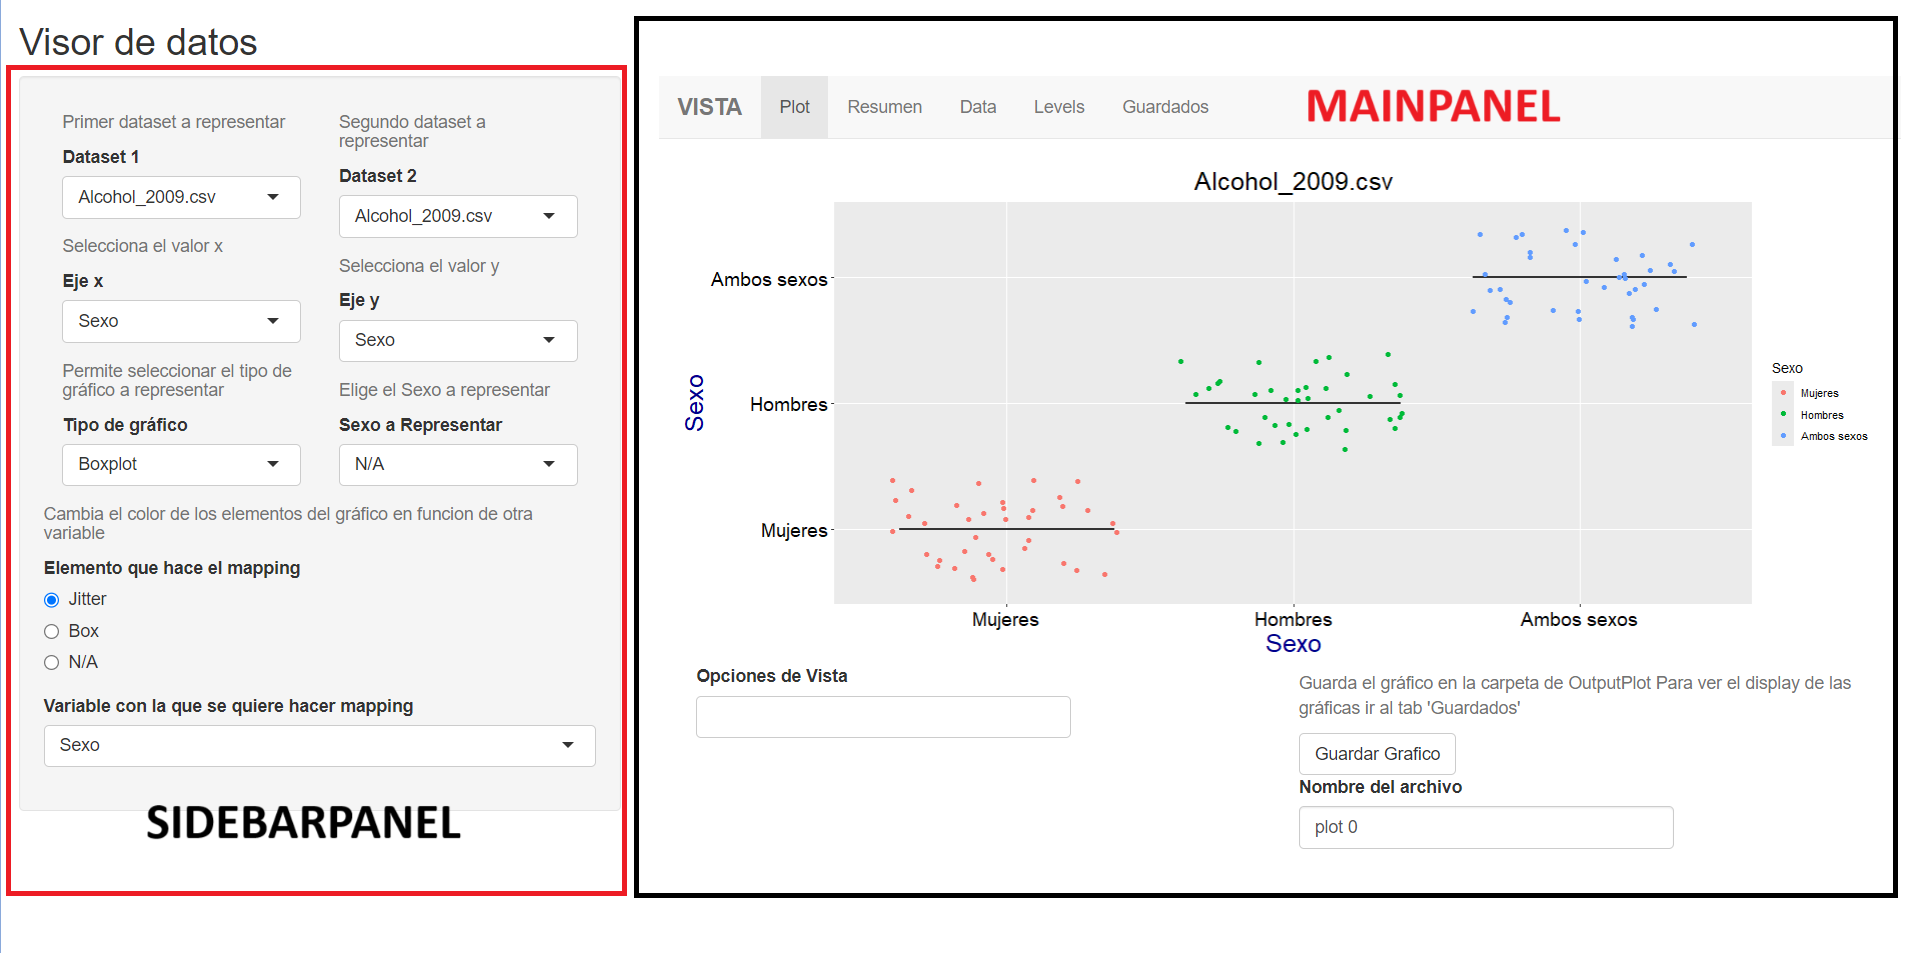 Visor de datos
Primer dataset a representar
Dataset 1
Alcohol_2009.csv
Selecciona el valor x
Eje x
Sexo
Permite seleccionar el tipo de
gráfico a representar
Tipo de gráfico
Boxplot
Segundo dataset a
representar
Dataset 2
Alcohol_2009.csv
Selecciona el valor y
Eje y
Sexo
Elige el Sexo a representar
Sexo a Representar
N/A
Cambia el color de los elementos del gráfico en funcion de otra
variable
Elemento que hace el mapping
Jitter
Box
N/A
Variable con la que se quiere hacer mapping
Sexo
SIDEBARPANEL
VISTA Plot Resumen Data Levels Guardados
MAINPANEL
Alcohol_2009.csv
Sexo
Ambos sexos
Hombres
Mujeres
Mujeres Hombres Ambos sexos
Sexo
Sexo
Mujeres
Hombres
Ambos sexos
Opciones de Vista
Guarda el gráfico en la carpeta de OutputPlot Para ver el display de las
gráficas ir al tab 'Guardados'
Guardar Grafico
Nombre del archivo
plot 0